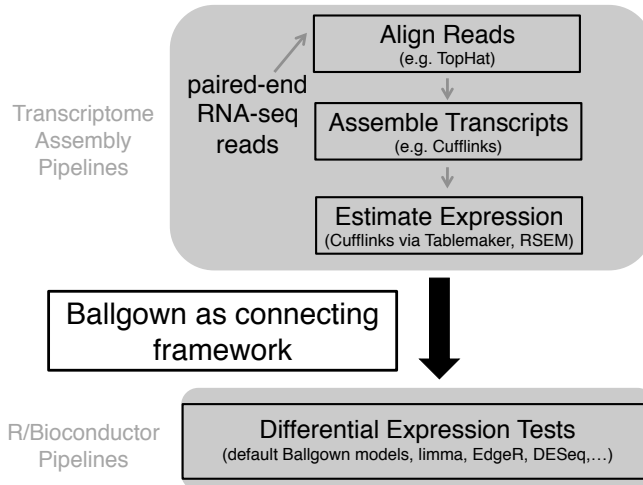 Align Reads
(e.g. TopHat)
paired-end
RNA-seq
reads
Transcriptome
Assembly
Pipelines
Assemble Transcripts
(e.g. Cufflinks)
Estimate Expression
(Cufflinks via Tablemaker, RSEM)
Ballgown as connecting
framework
R/Bioconductor
Pipelines
Differential Expression Tests
(default Ballgown models, limma, EdgeR, DESeq,…)